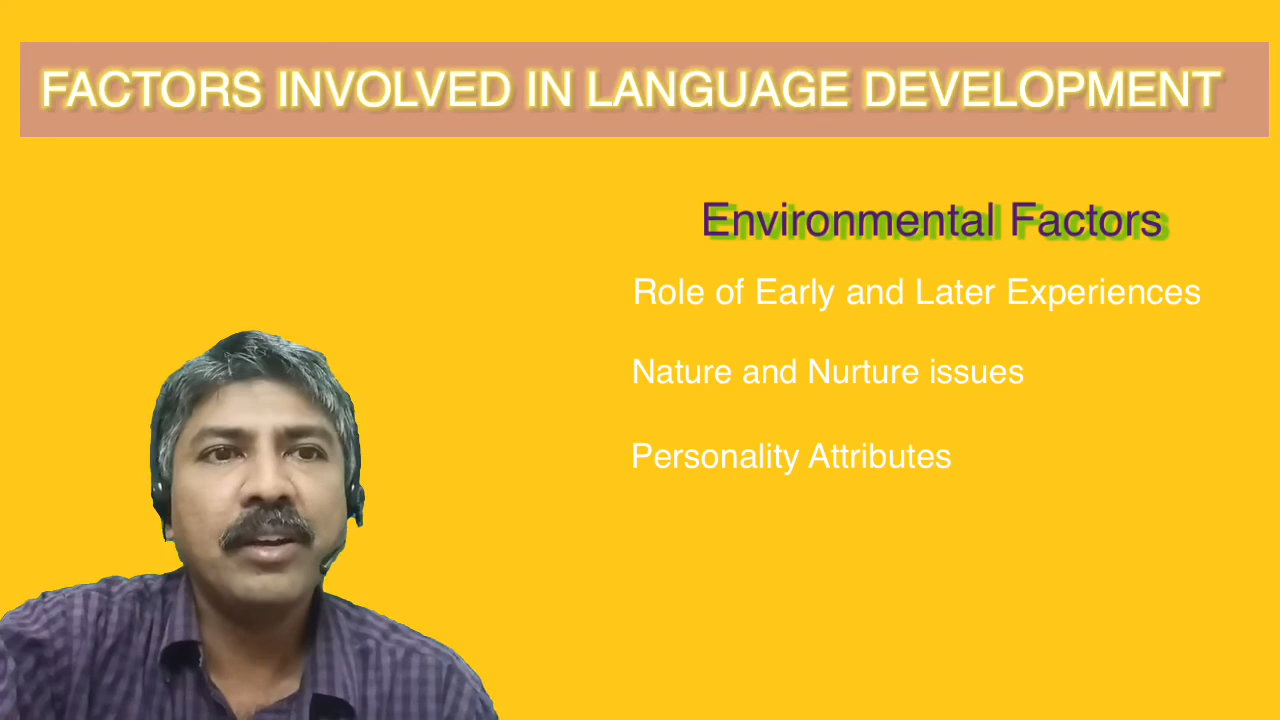 FACTORS INVOLVED IN LANGUAGE DEVELOPMENT
Environmental Factors
Role of Early and Later Experiences
Nature and Nurture issues
Personality Attributes